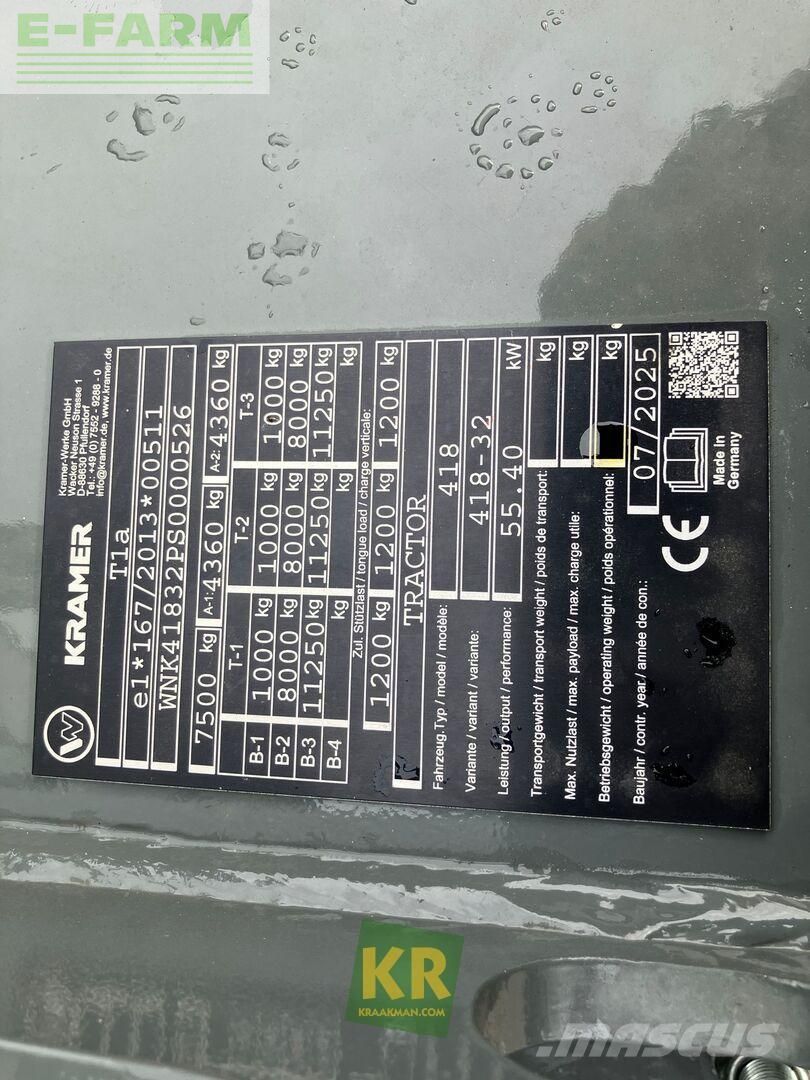 E-FARM
KRAMER
Kramer-Werke GmbH
Wacker Neuson Strasse 1
D-88630 Pfullendorf
Tel.: +49 (0) 7552 - 9288 - 0
info@kramer.de, www.kramer.de
T1a
e1*167/2013*00511
WNK41832PS0000526
7500 kg A-1: 4360 kg A-2: 4360 kg
T-1 T-2 T-3
B-1 1000 kg 1000 kg 1000 kg
B-2 8000 kg 8000 kg 8000 kg
B-3 11250 kg 11250 kg 11250 kg
B-4 kg kg kg
Zul. Stützlast / tongue load / charge verticale:
1200 kg 1200 kg 1200 kg
TRACTOR
Fahrzeug.Typ / model / modèle: 418
Variante / variant / variante: 418-32
Leistung / output / performance: 55.40 kW
Transportgewicht / transport weight / poids de transport: kg
Max. Nutzlast / max. payload / max. charge utile: kg
Betriebsgewicht / operating weight / poids opérationnel: kg
Baujahr / contr. year / année de con.: 07/2025
CE
Made in
Germany
KR
KRAAKMAN.COM
MASCUS